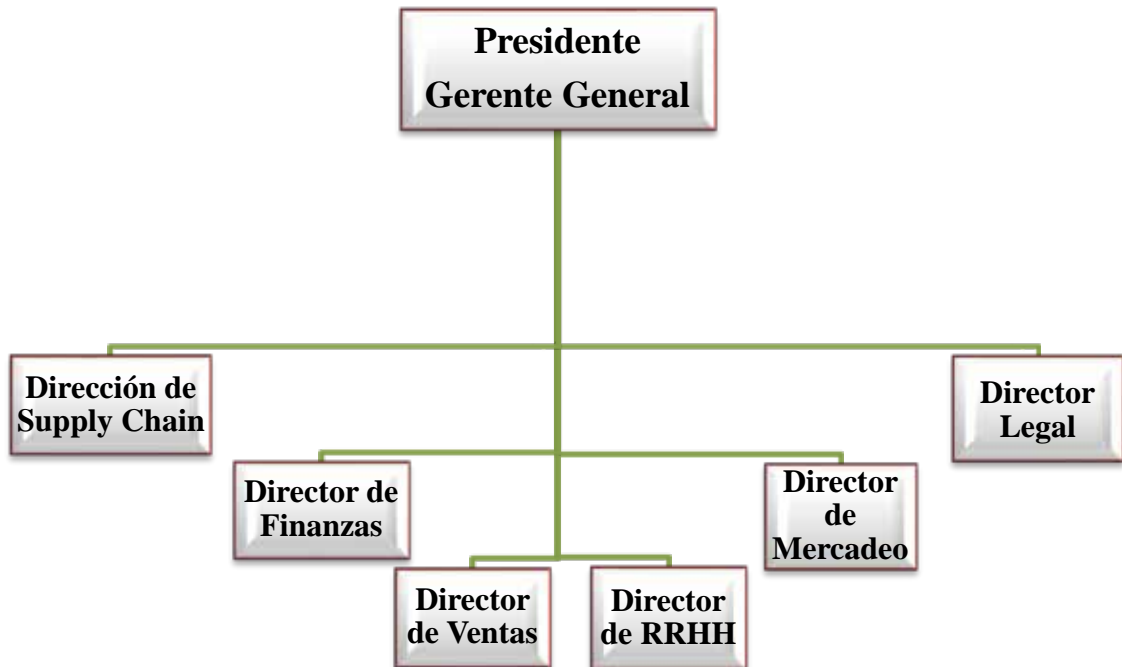 Presidente
Gerente General
Dirección de
Supply Chain
Director
Legal
Director de
Finanzas
Director
de
Mercadeo
Director
de Ventas
Director
de RRHH